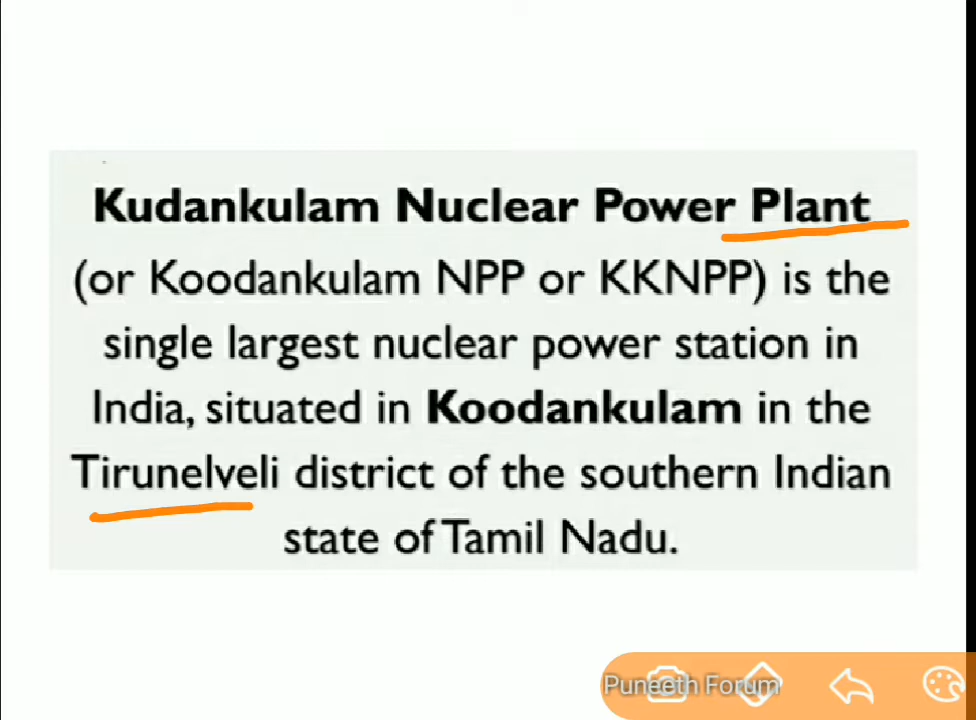 Kudankulam Nuclear Power Plant
(or Koodankulam NPP or KKNPP) is the
single largest nuclear power station in
India, situated in Koodankulam in the
Tirunelveli district of the southern Indian
state of Tamil Nadu.
Puneeth Forum